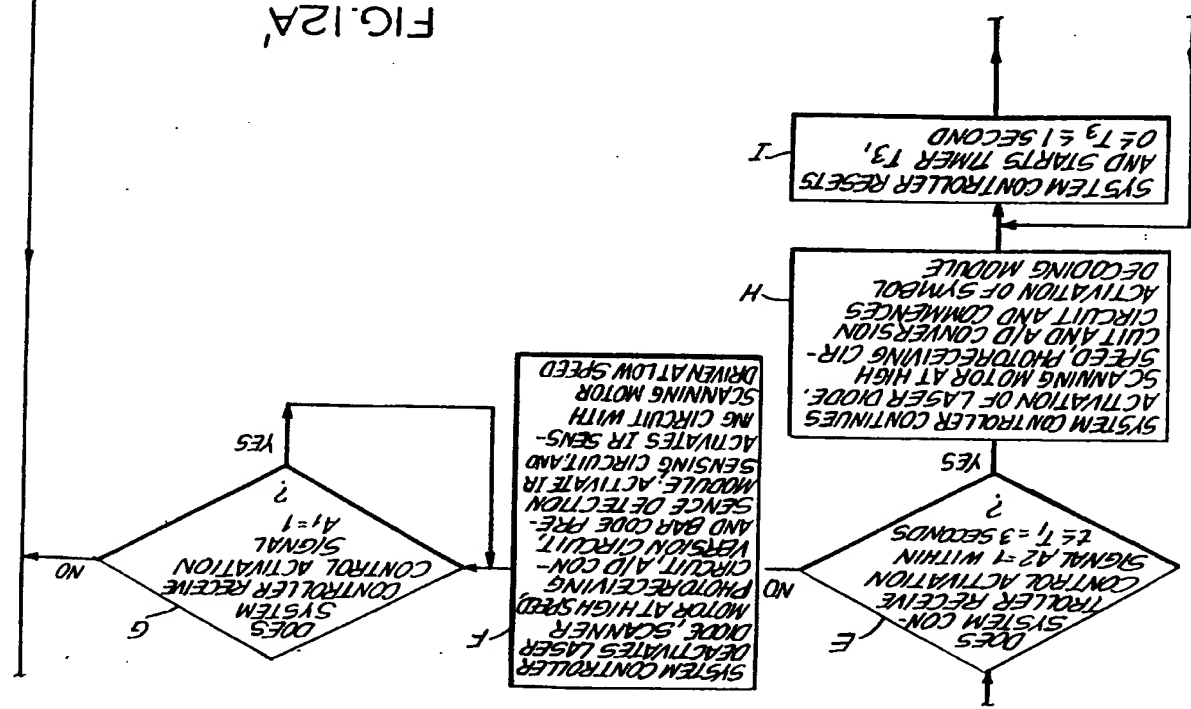 DOES
SYSTEM CON-
TROLLER RECEIVE
CONTROL ACTIVATION
SIGNAL A2=1 WITHIN
t ≤ T1 = 3 SECONDS
?
E
NO
YES
SYSTEM CONTROLLER
DEACTIVATES LASER
DIODE, SCANNER
MOTOR AT HIGH SPEED,
PHOTORECEIVING
CIRCUIT, A/D CON-
VERSION CIRCUIT,
AND BAR CODE PRE-
SENCE DETECTION
MODULE, ACTIVATE IR
SENSING CIRCUIT, AND
ACTIVATES IR SENS-
ING CIRCUIT WITH
SCANNING MOTOR
DRIVEN AT LOW SPEED
F
DOES
SYSTEM
CONTROLLER RECEIVE
CONTROL ACTIVATION
SIGNAL
A1=1
?
G
NO
YES
SYSTEM CONTROLLER CONTINUES
ACTIVATION OF LASER DIODE,
SCANNING MOTOR AT HIGH
SPEED, PHOTORECEIVING CIR-
CUIT AND A/D CONVERSION
CIRCUIT AND COMMENCES
ACTIVATION OF SYMBOL
DECODING MODULE
H
SYSTEM CONTROLLER RESETS
AND STARTS TIMER T3,
0 ≤ T3 ≤ 1 SECOND
I
FIG.12A'